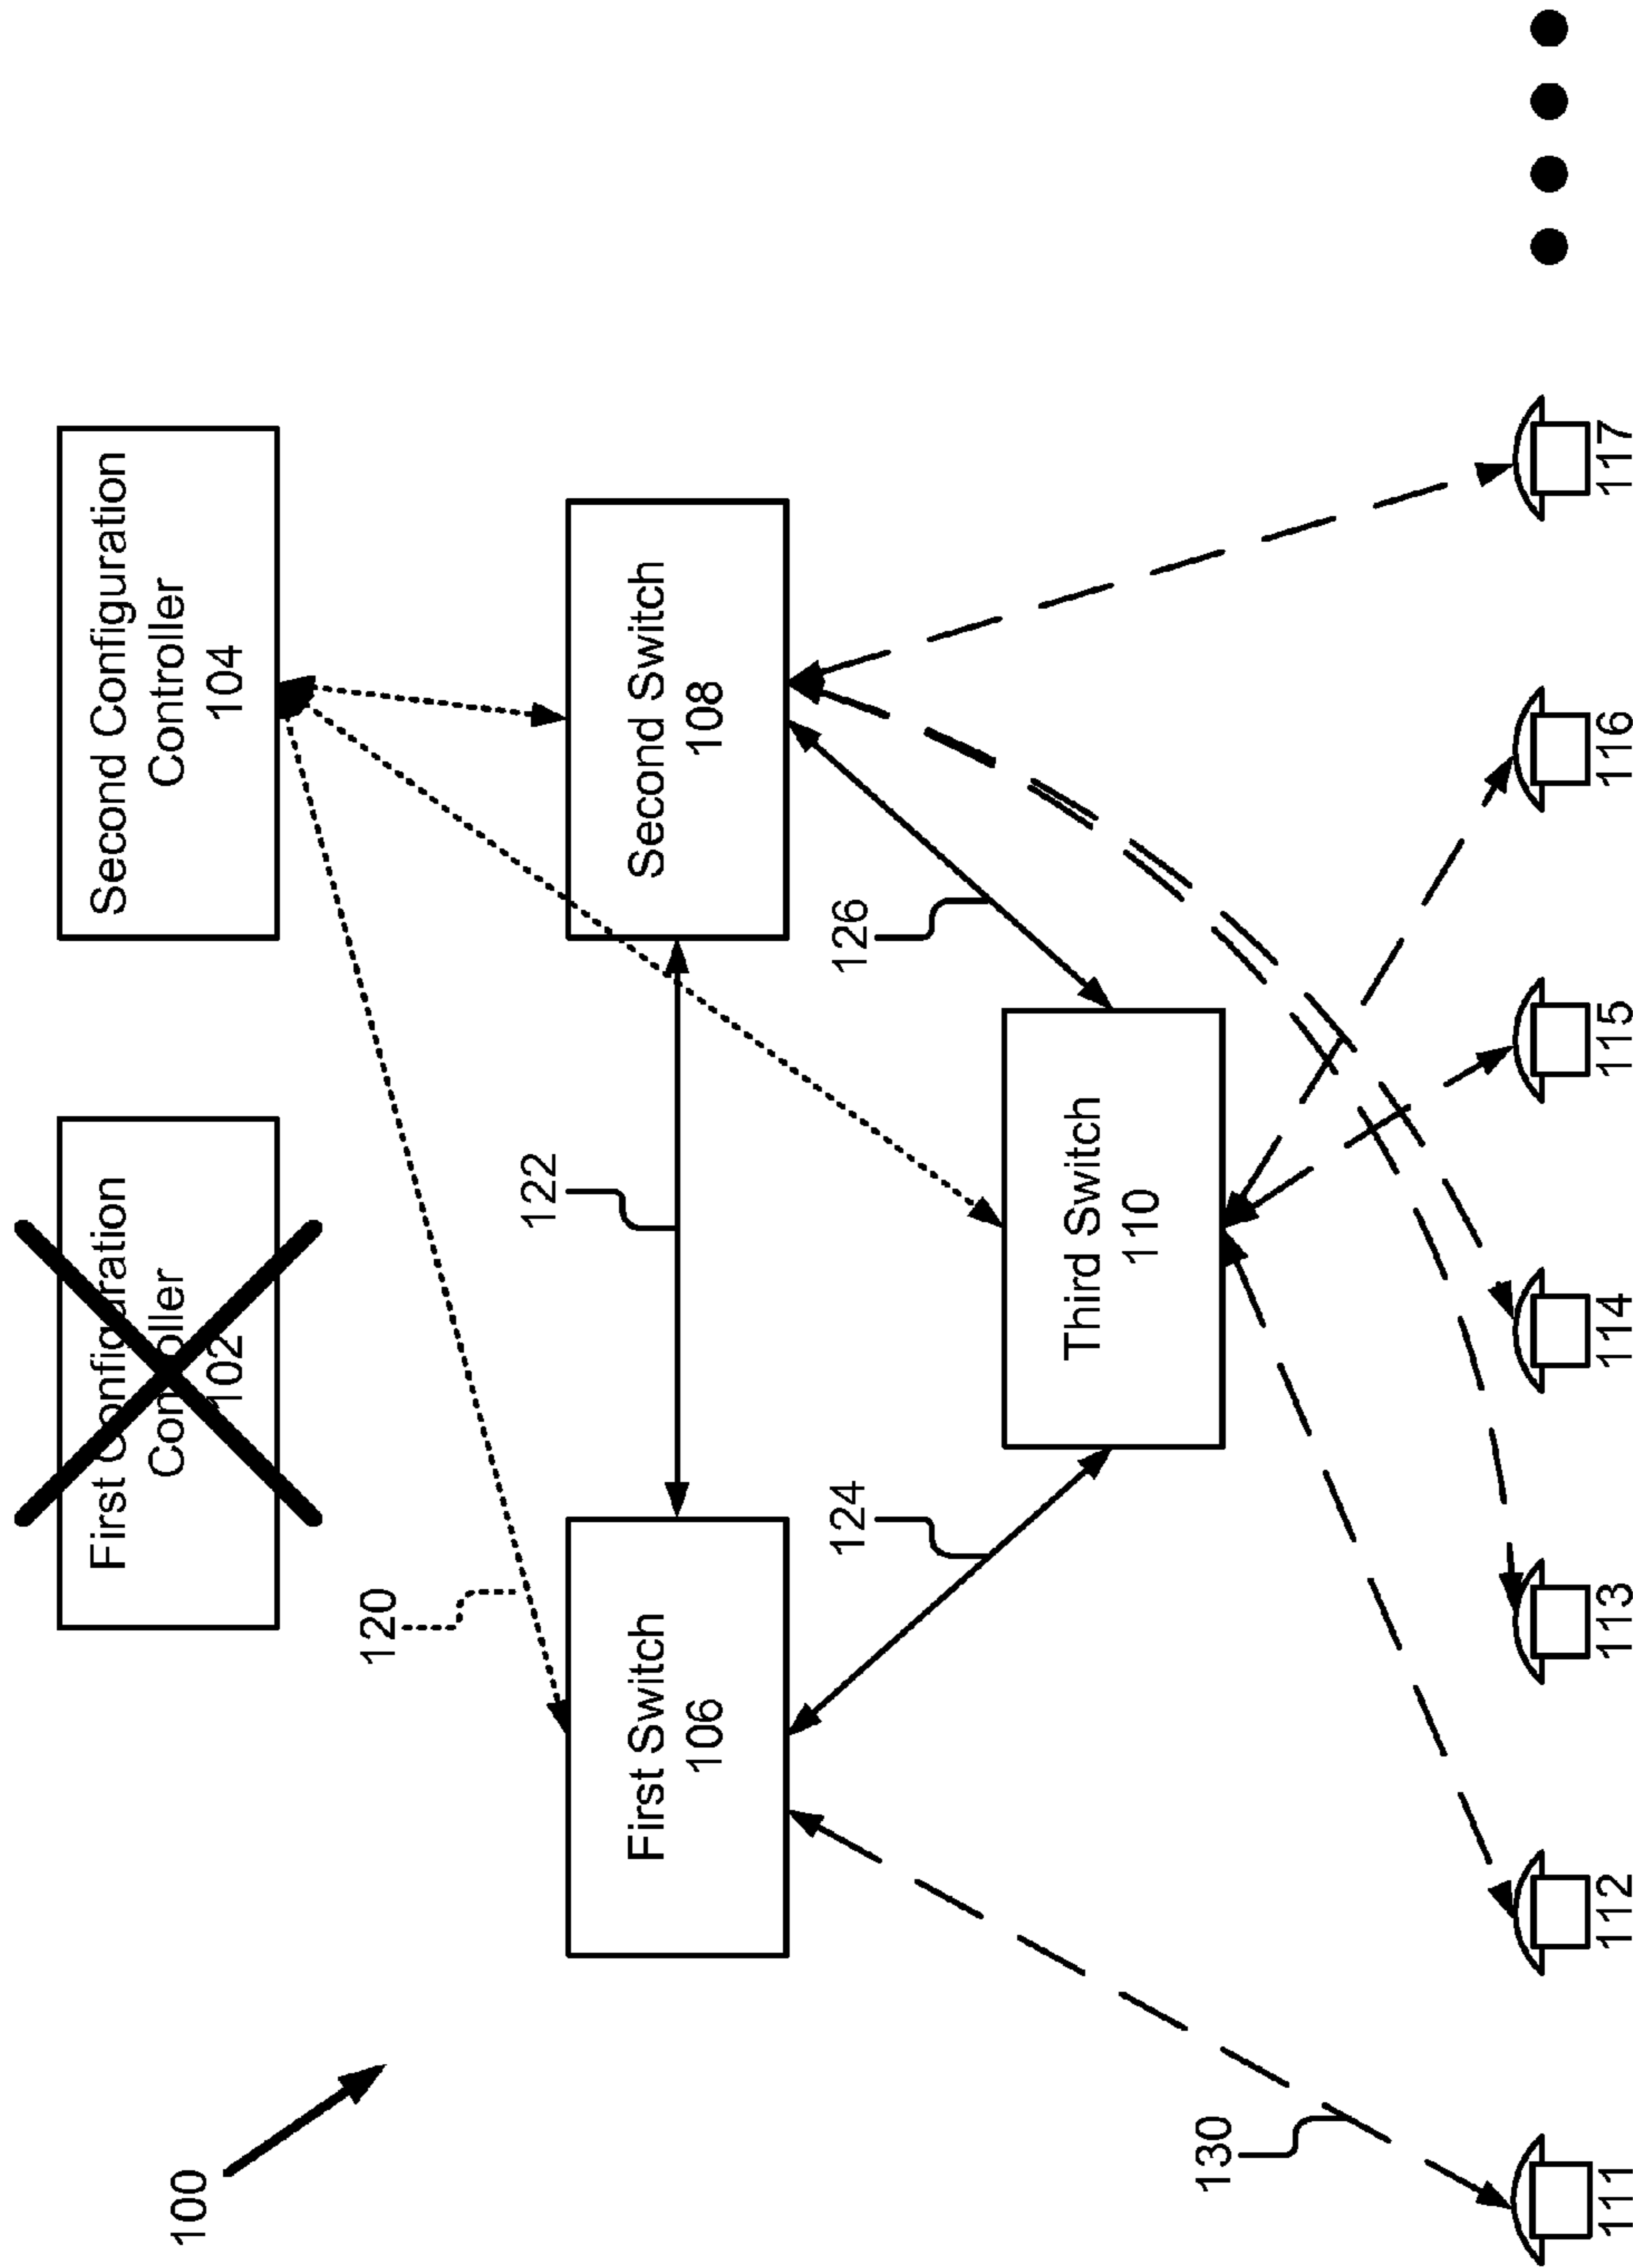 100
First Configuration
Controller
102
Second Configuration
Controller
104
120
122
First Switch
106
Second Switch
108
124
126
Third Switch
110
130
111
112
113
114
115
116
117